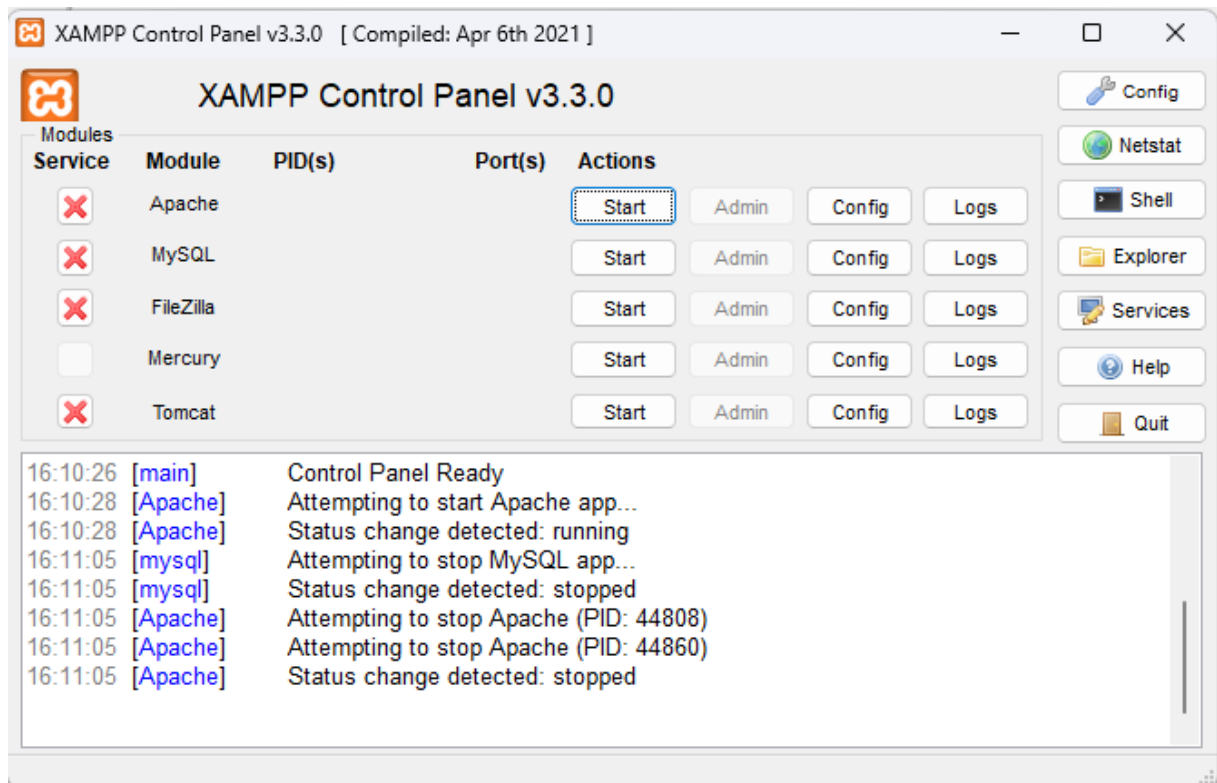 XAMPP Control Panel v3.3.0 [ Compiled: Apr 6th 2021 ]
XAMPP Control Panel v3.3.0
Config
Modules
Service Module PID(s) Port(s) Actions
Netstat
Apache Start Admin Config Logs
Shell
MySQL Start Admin Config Logs
Explorer
FileZilla Start Admin Config Logs
Services
Mercury Start Admin Config Logs
Help
Tomcat Start Admin Config Logs
Quit
16:10:26 [main] Control Panel Ready
16:10:28 [Apache] Attempting to start Apache app...
16:10:28 [Apache] Status change detected: running
16:11:05 [mysql] Attempting to stop MySQL app...
16:11:05 [mysql] Status change detected: stopped
16:11:05 [Apache] Attempting to stop Apache (PID: 44808)
16:11:05 [Apache] Attempting to stop Apache (PID: 44860)
16:11:05 [Apache] Status change detected: stopped